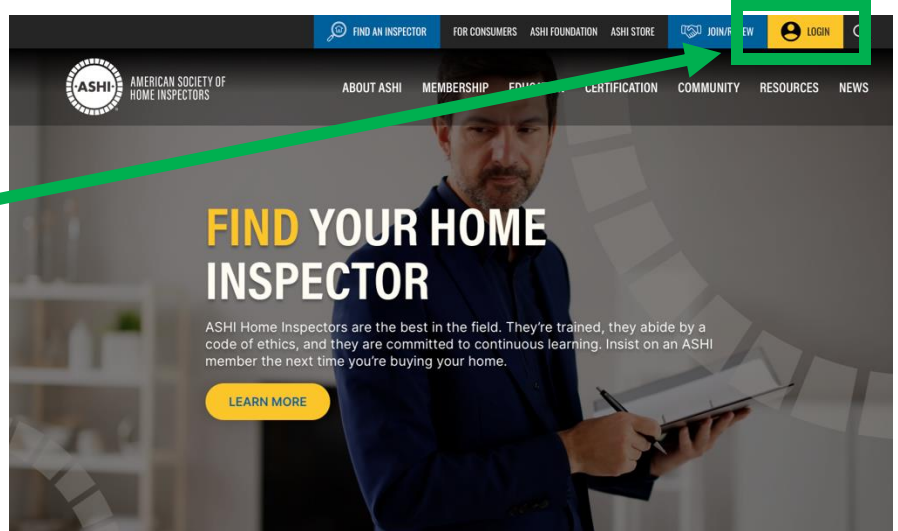 FIND AN INSPECTOR FOR CONSUMERS ASHI FOUNDATION ASHI STORE LOGIN
·ASHI· AMERICAN SOCIETY OF
HOME INSPECTORS
ABOUT ASHI MEMBERSHIP CERTIFICATION COMMUNITY RESOURCES NEWS
FIND YOUR HOME
INSPECTOR
ASHI Home Inspectors are the best in the field. They're trained, they abide by a
code of ethics, and they are committed to continuous learning. Insist on an ASHI
member the next time you're buying your home.
LEARN MORE